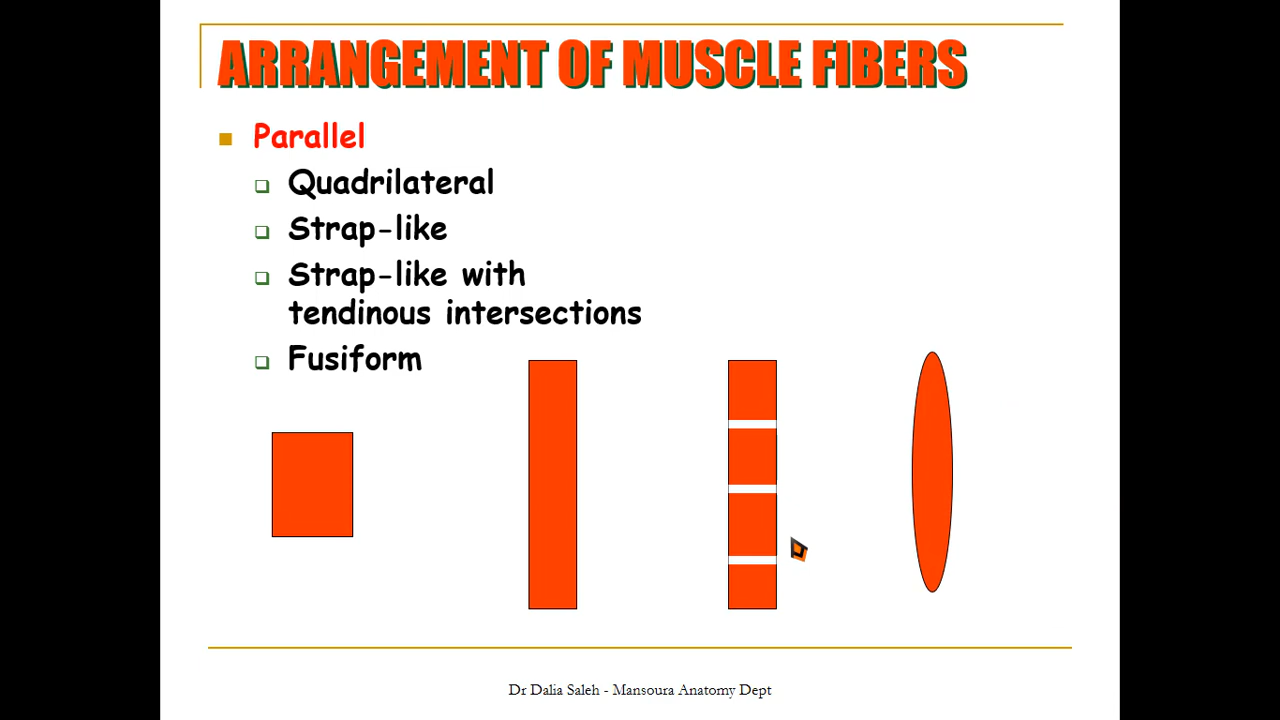 ARRANGEMENT OF MUSCLE FIBERS
Parallel
Quadrilateral
Strap-like
Strap-like with
tendinous intersections
Fusiform
Dr Dalia Saleh - Mansoura Anatomy Dept